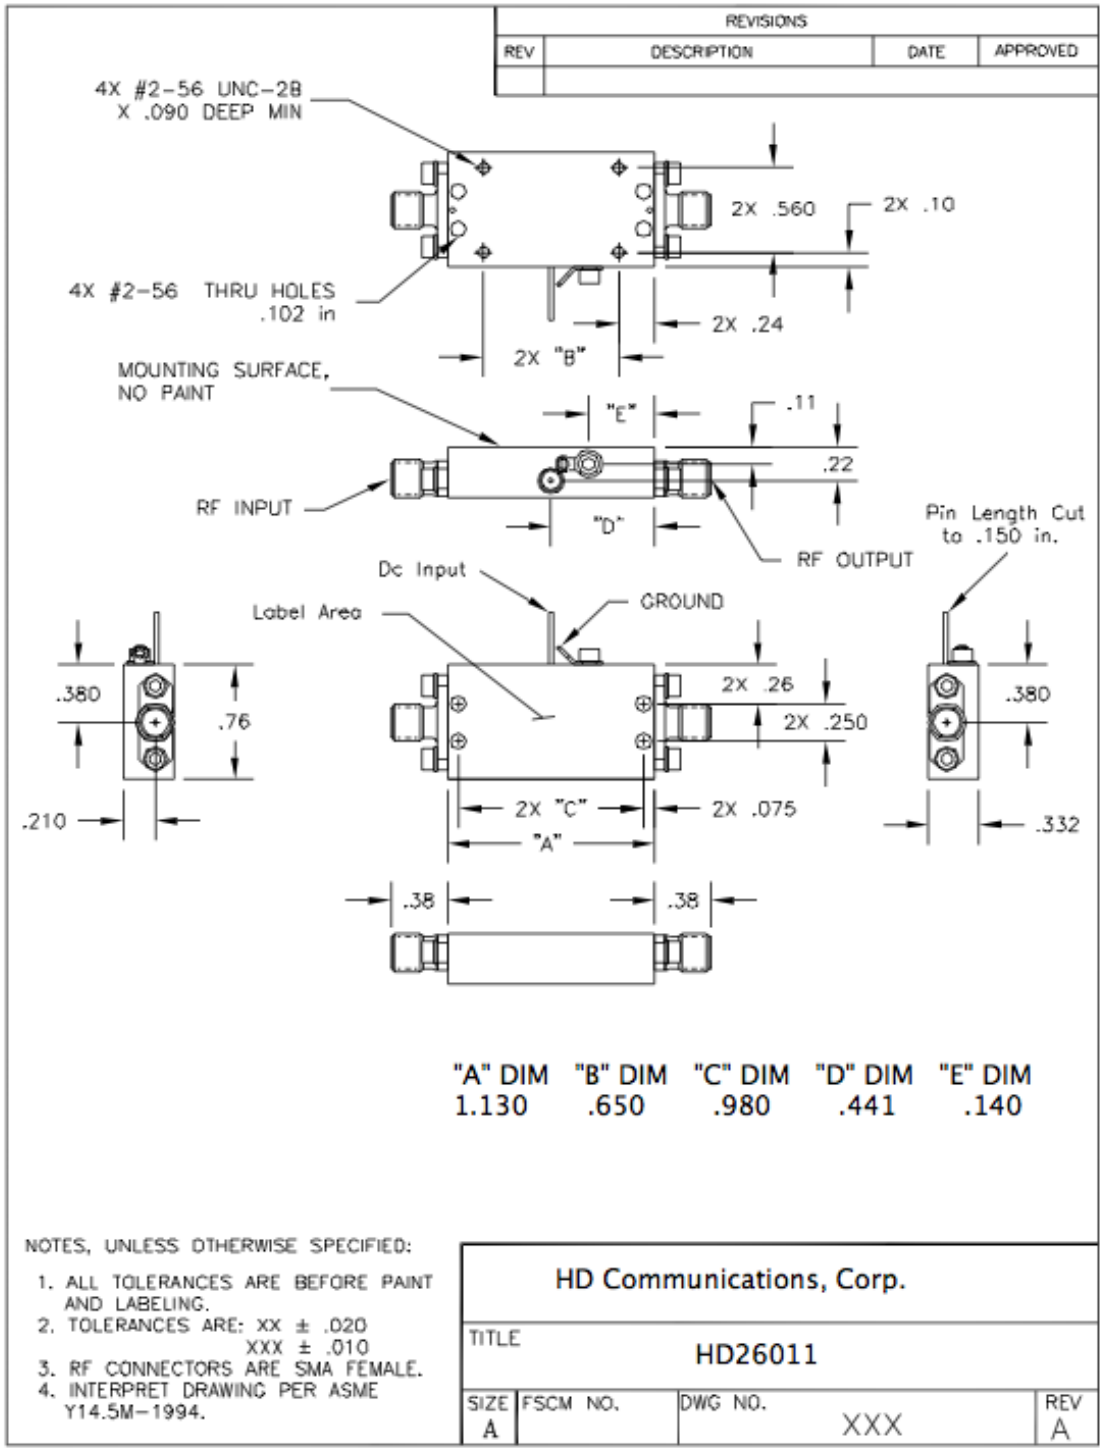 REVISIONS
REV DESCRIPTION DATE APPROVED
4X #2-56 UNC-2B
X .090 DEEP MIN
2X .560
2X .10
4X #2-56 THRU HOLES
.102 in
2X .24
2X "B"
MOUNTING SURFACE,
NO PAINT
"E"
.11
.22
RF INPUT
"D"
RF OUTPUT
Pin Length Cut
to .150 in.
Dc Input
GROUND
Label Area
.380
.76
2X .26
2X .250
.380
.210
2X "C"
2X .075
"A"
.332
.38
.38
"A" DIM "B" DIM "C" DIM "D" DIM "E" DIM
1.130 .650 .980 .441 .140
NOTES, UNLESS OTHERWISE SPECIFIED:
1. ALL TOLERANCES ARE BEFORE PAINT
AND LABELING.
2. TOLERANCES ARE: XX ± .020
XXX ± .010
3. RF CONNECTORS ARE SMA FEMALE.
4. INTERPRET DRAWING PER ASME
Y14.5M-1994.
HD Communications, Corp.
TITLE
HD26011
SIZE FSCM NO. DWG NO. REV
A XXX A